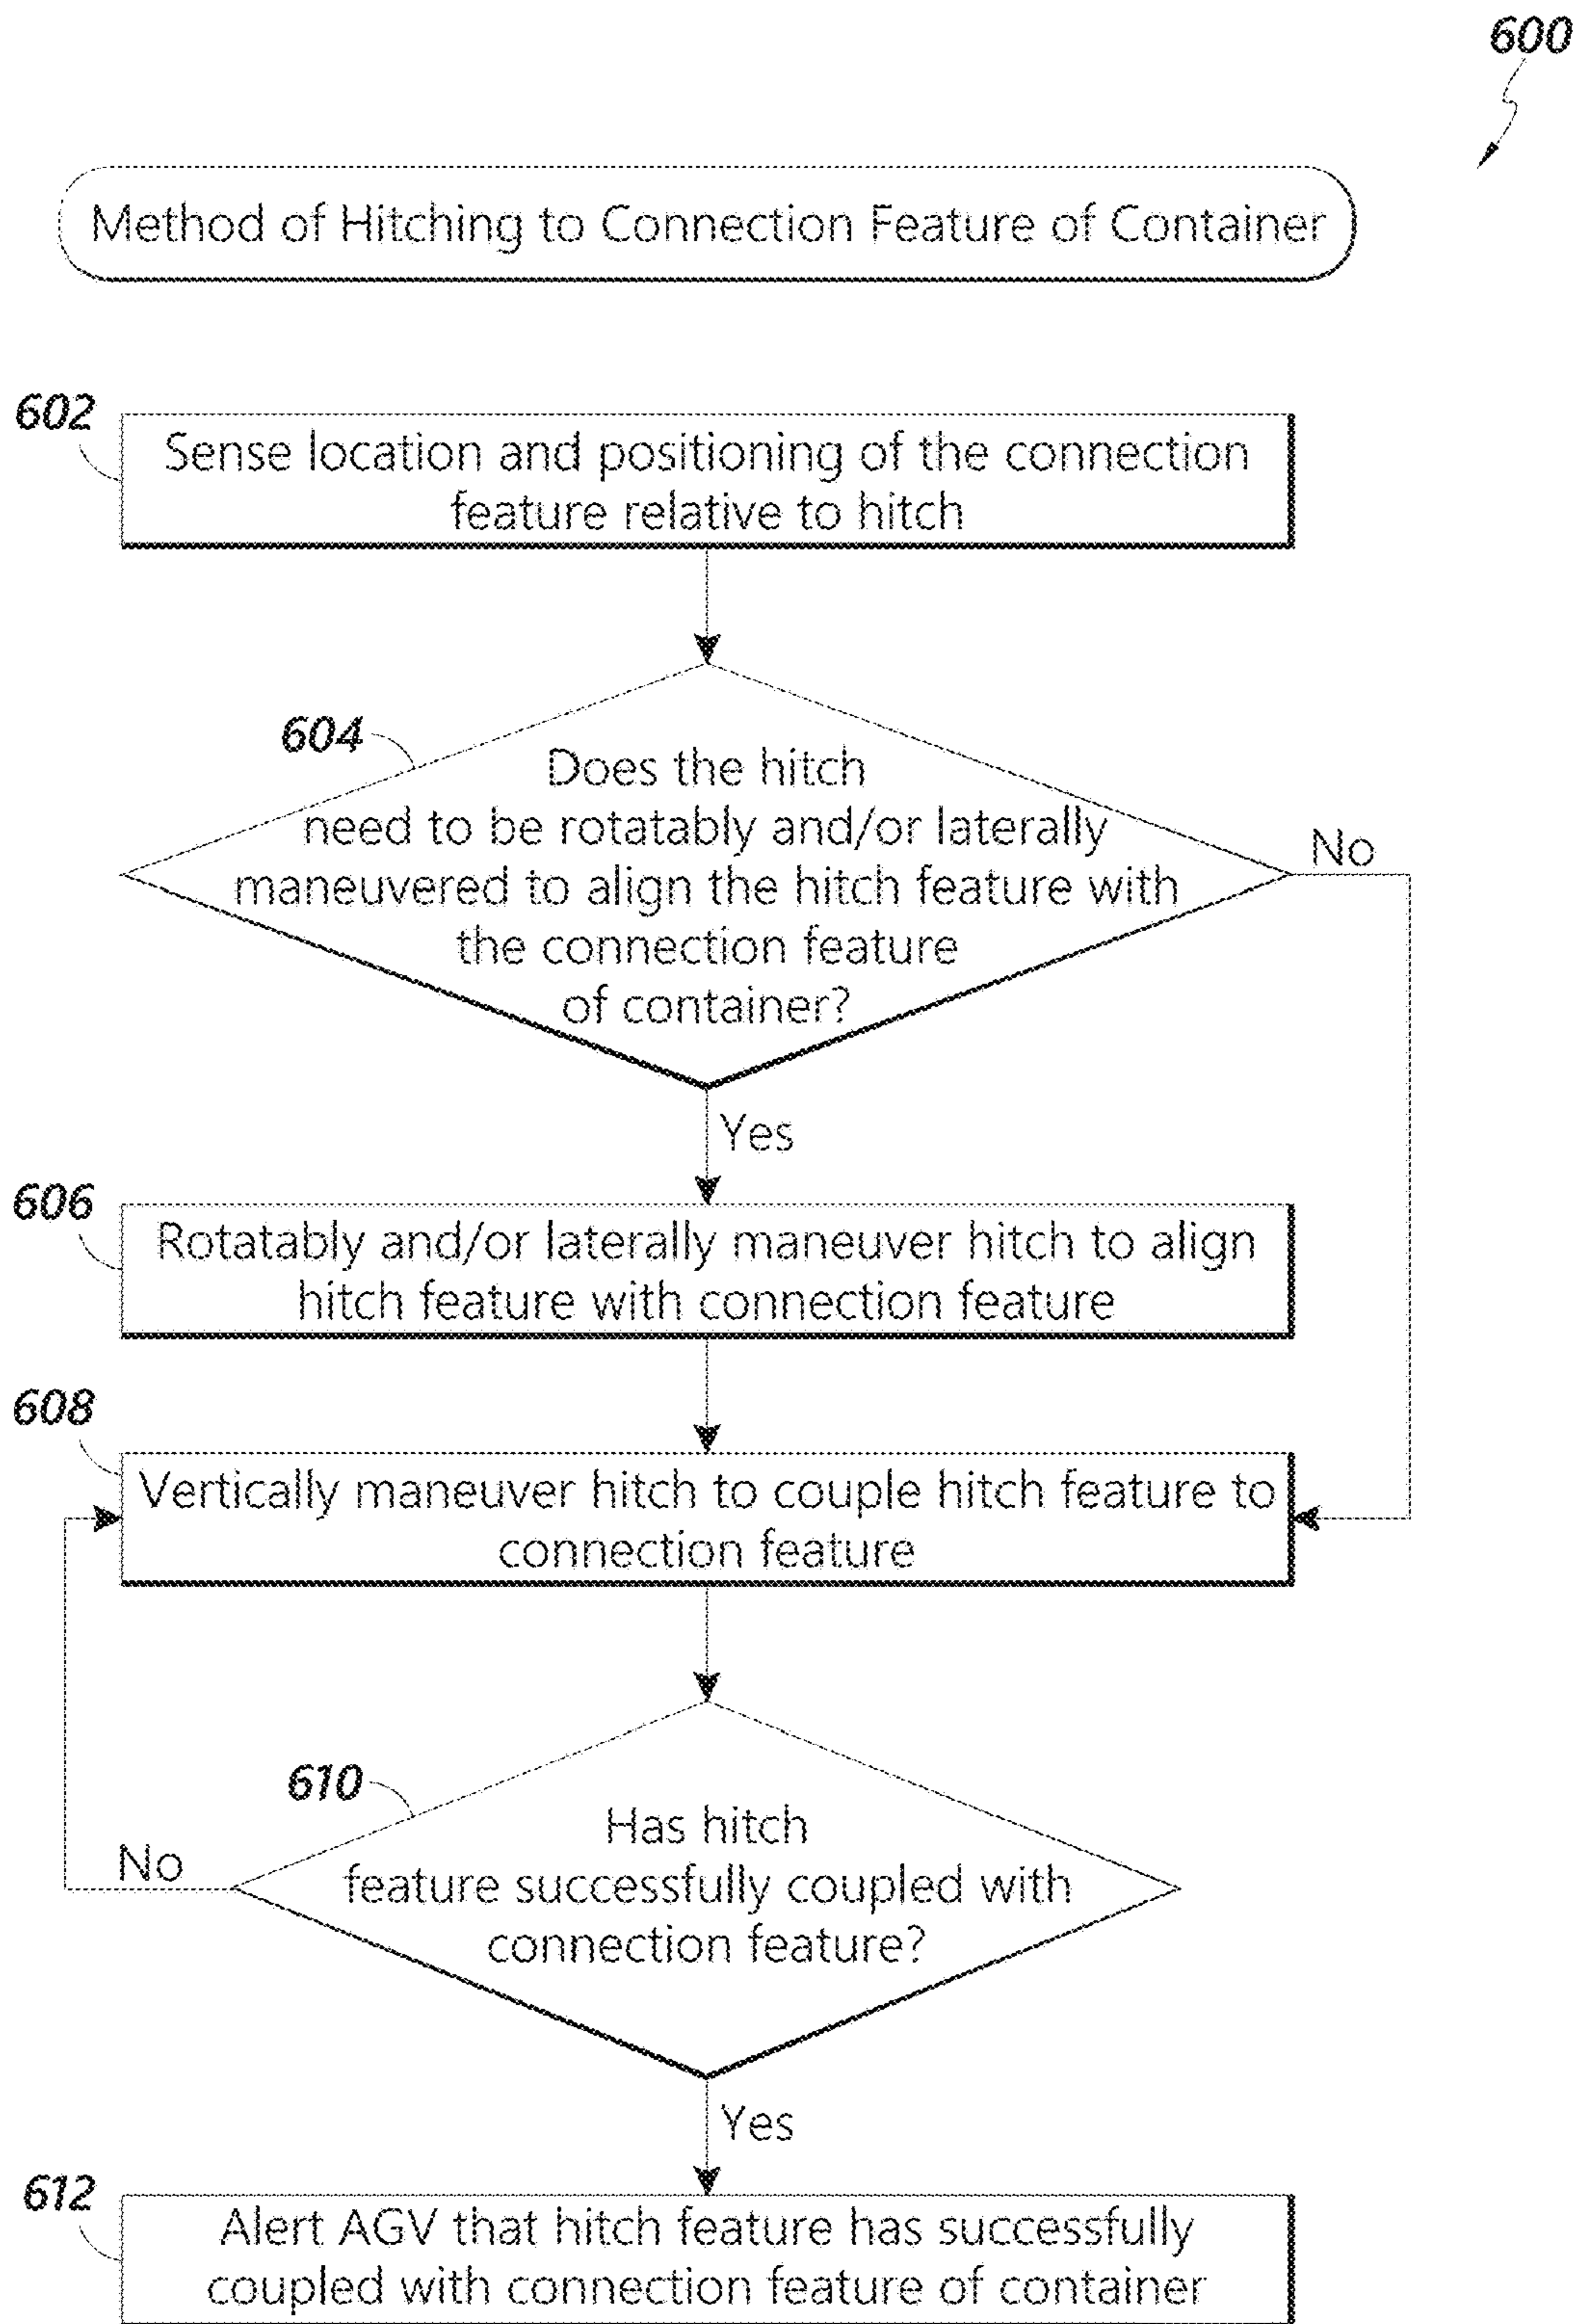 600
Method of Hitching to Connection Feature of Container
602
Sense location and positioning of the connection
feature relative to hitch
604
Does the hitch
need to be rotatably and/or laterally
maneuvered to align the hitch feature with
the connection feature
of container?
No
Yes
606
Rotatably and/or laterally maneuver hitch to align
hitch feature with connection feature
608
Vertically maneuver hitch to couple hitch feature to
connection feature
610
Has hitch
feature successfully coupled with
connection feature?
No
Yes
612
Alert AGV that hitch feature has successfully
coupled with connection feature of container